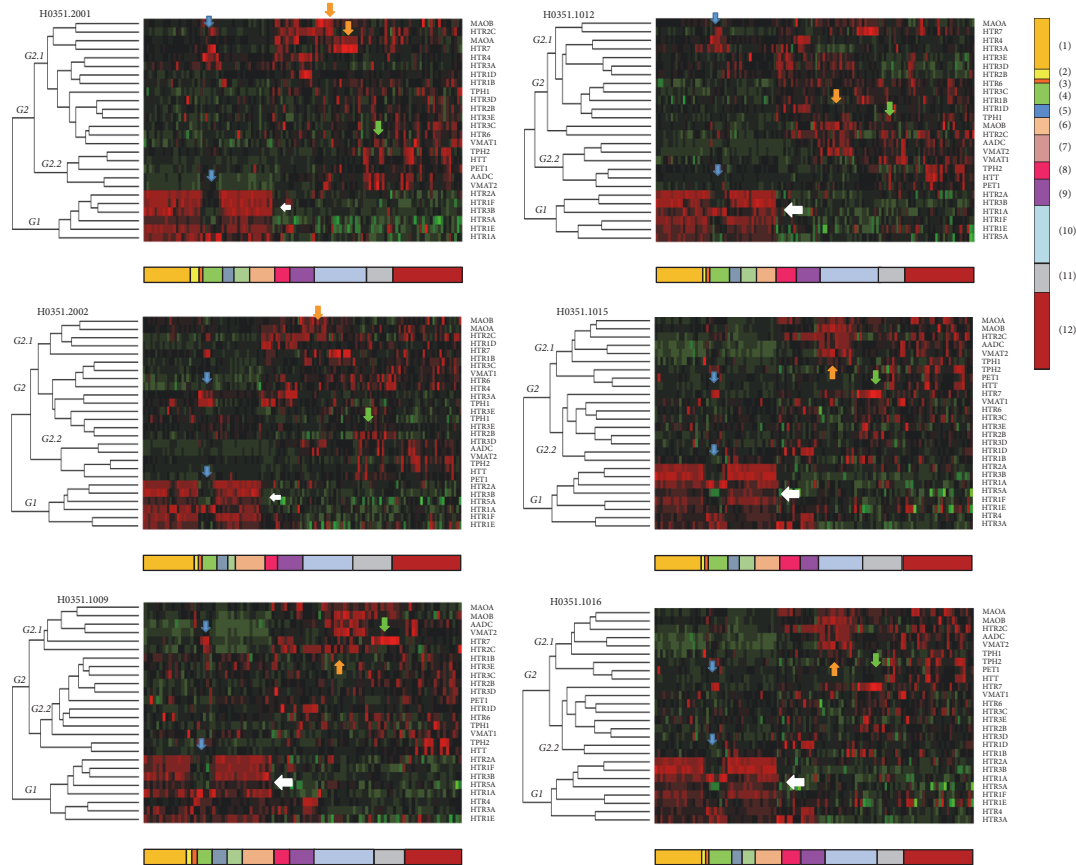 H0351.2001
G2.1
G2
G2.2
G1
MAOB
HTR2C
MAOA
HTR7
HTR4
HTR3A
HTR1D
HTR1B
TPH1
HTR3D
HTR2B
HTR3E
HTR3C
HTR6
VMAT1
TPH2
HTT
PET1
AADC
VMAT2
HTR2A
HTR1F
HTR3B
HTR5A
HTR1E
HTR1A
H0351.1012
G2.1
G2
G2.2
G1
MAOA
HTR7
HTR4
HTR3A
HTR3E
HTR3D
HTR2B
HTR6
HTR3C
HTR1B
HTR1D
TPH1
MAOB
HTR2C
AADC
VMAT2
VMAT1
TPH2
HTT
PET1
HTR2A
HTR3B
HTR1A
HTR1F
HTR1E
HTR5A
(1)
(2)
(3)
(4)
(5)
(6)
(7)
(8)
(9)
(10)
(11)
(12)
H0351.2002
G2.1
G2
G2.2
G1
MAOB
MAOA
HTR2C
HTR1D
HTR7
HTR1B
HTR3C
VMAT1
HTR6
HTR4
HTR3A
TPH1
HTR3E
TPH1
HTR3E
HTR2B
HTR3D
AADC
VMAT2
TPH2
HTT
PET1
HTR2A
HTR3B
HTR5A
HTR1A
HTR1F
HTR1E
H0351.1015
G2.1
G2
G2.2
G1
MAOA
MAOB
HTR2C
AADC
VMAT2
TPH1
TPH2
PET1
HTT
HTR7
VMAT1
HTR6
HTR3C
HTR3E
HTR2B
HTR3D
HTR1D
HTR1B
HTR2A
HTR3B
HTR1A
HTR5A
HTR1F
HTR1E
HTR4
HTR3A
H0351.1009
G2.1
G2
G2.2
G1
MAOA
MAOB
AADC
VMAT2
HTR7
HTR2C
HTR1B
HTR3E
HTR3C
HTR2B
HTR3D
PET1
HTR1D
HTR6
TPH1
VMAT1
TPH2
HTT
HTR2A
HTR1F
HTR3B
HTR5A
HTR1A
HTR4
HTR3A
HTR1E
H0351.1016
G2.1
G2
G2.2
G1
MAOA
MAOB
HTR2C
AADC
VMAT2
TPH1
TPH2
PET1
HTT
HTR7
VMAT1
HTR6
HTR3C
HTR3E
HTR2B
HTR3D
HTR1D
HTR1B
HTR2A
HTR3B
HTR1A
HTR5A
HTR1F
HTR1E
HTR4
HTR3A